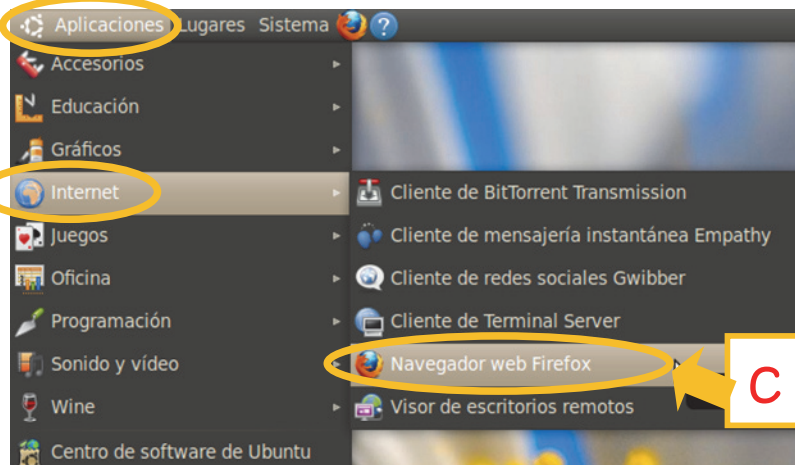 Aplicaciones Lugares Sistema ?
Accesorios
Educación
Gráficos
Internet
Cliente de BitTorrent Transmission
Juegos
Cliente de mensajería instantánea Empathy
Oficina
Cliente de redes sociales Gwibber
Programación
Cliente de Terminal Server
Sonido y vídeo
Navegador web Firefox
C
Wine
Visor de escritorios remotos
Centro de software de Ubuntu